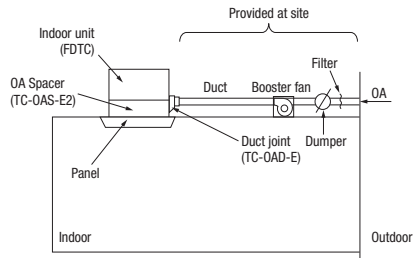 Provided at site
Indoor unit
(FDTC)
Filter
OA Spacer
(TC-OAS-E2)
Duct
Booster fan
OA
Panel
Duct joint
(TC-OAD-E)
Dumper
Indoor
Outdoor